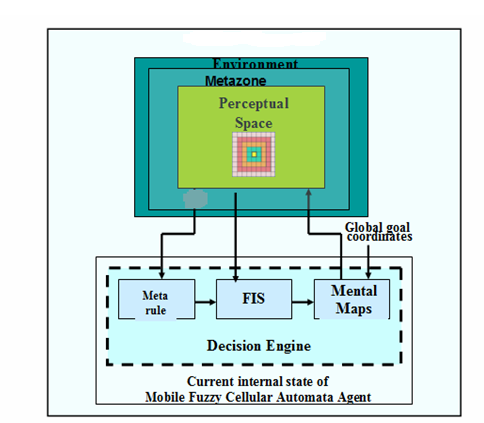 Environment
Metazone
Perceptual
Space
Global goal
coordinates
Meta
rule
FIS
Mental
Maps
Decision Engine
Current internal state of
Mobile Fuzzy Cellular Automata Agent